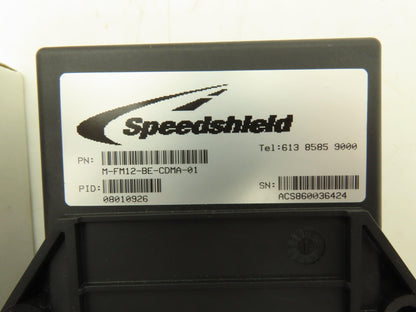 Speedshield
Tel:613 8585 9000
PN:
M-FM12-BE-CDMA-01
PID:
08010926
SN:
ACS860036424